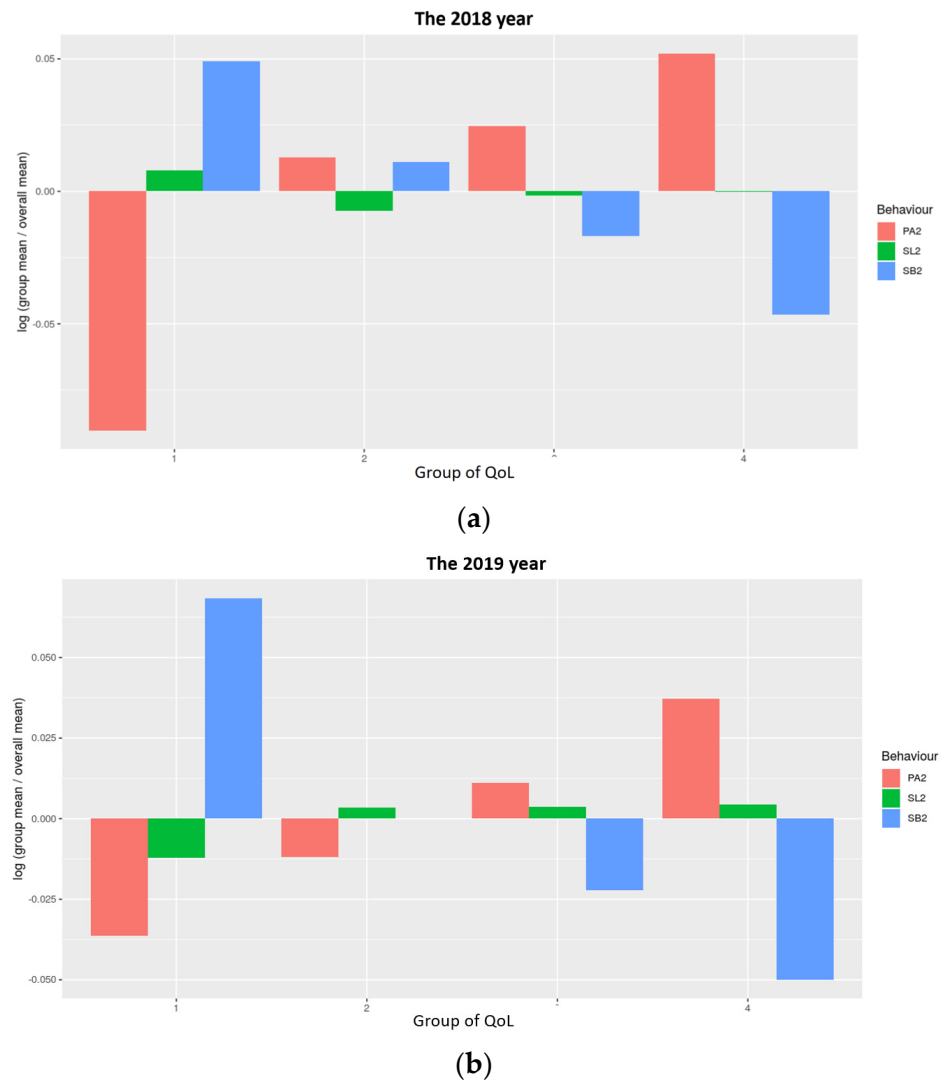 The 2018 year
0.05
0.00
-0.05
log (group mean / overall mean)
1 2 4
Group of QoL
Behaviour
PA2
SL2
SB2
(a)
The 2019 year
0.050
0.025
0.000
-0.025
-0.050
log (group mean / overall mean)
1 2 4
Group of QoL
Behaviour
PA2
SL2
SB2
(b)